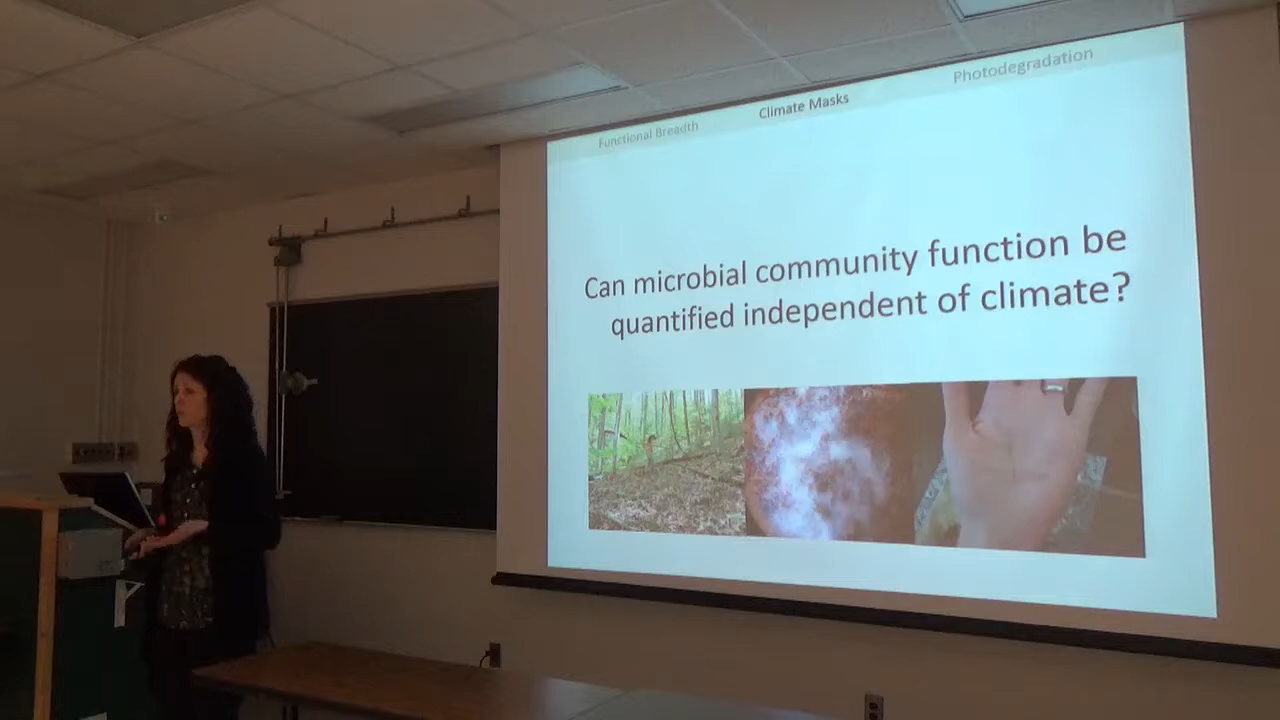 Functional Breadth
Climate Masks
Photodegradation
Can microbial community function be
quantified independent of climate?